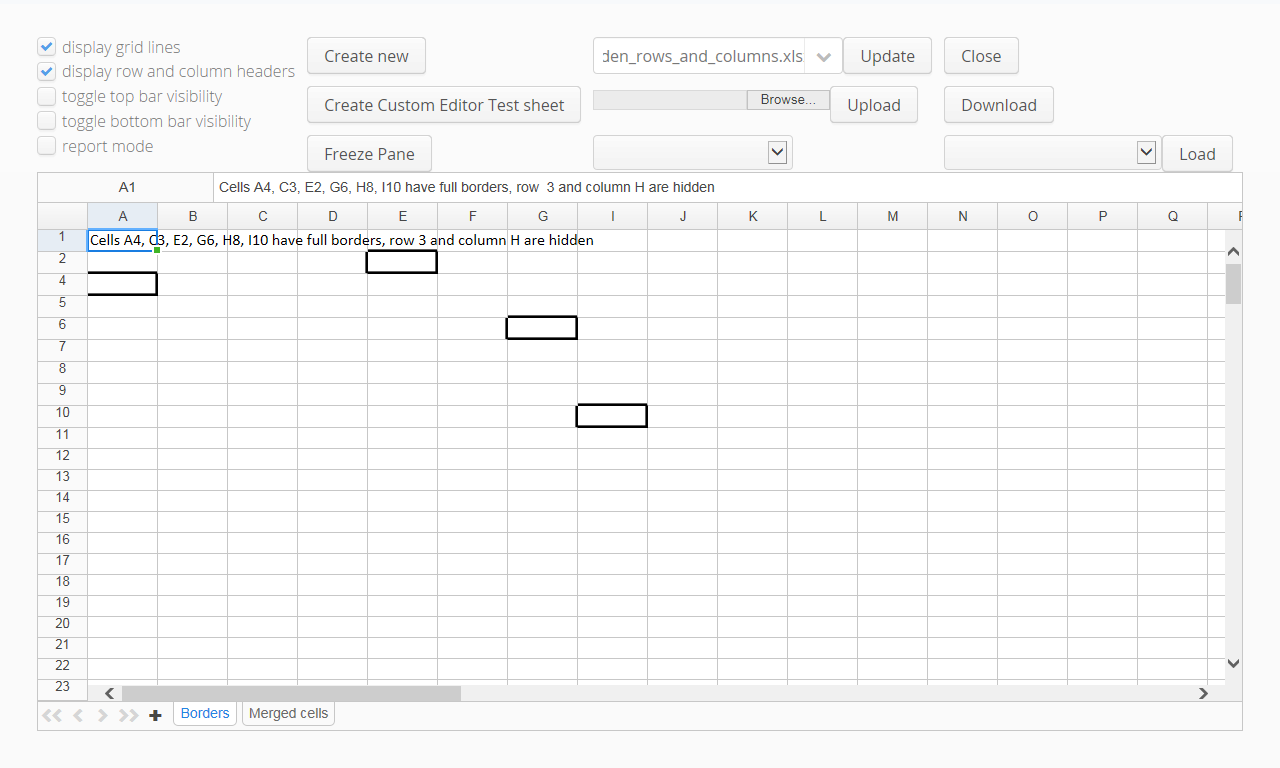 display grid lines
display row and column headers
toggle top bar visibility
toggle bottom bar visibility
report mode
Create new
den_rows_and_columns.xls
Update
Close
Create Custom Editor Test sheet
Browse...
Upload
Download
Freeze Pane
Load
A1
Cells A4, C3, E2, G6, H8, I10 have full borders, row  3 and column H are hidden
A B C D E F G I J K L M N O P Q
1 Cells A4, C3, E2, G6, H8, I10 have full borders, row 3 and column H are hidden
2
4
5
6
7
8
9
10
11
12
13
14
15
16
17
18
19
20
21
22
23
Borders
Merged cells